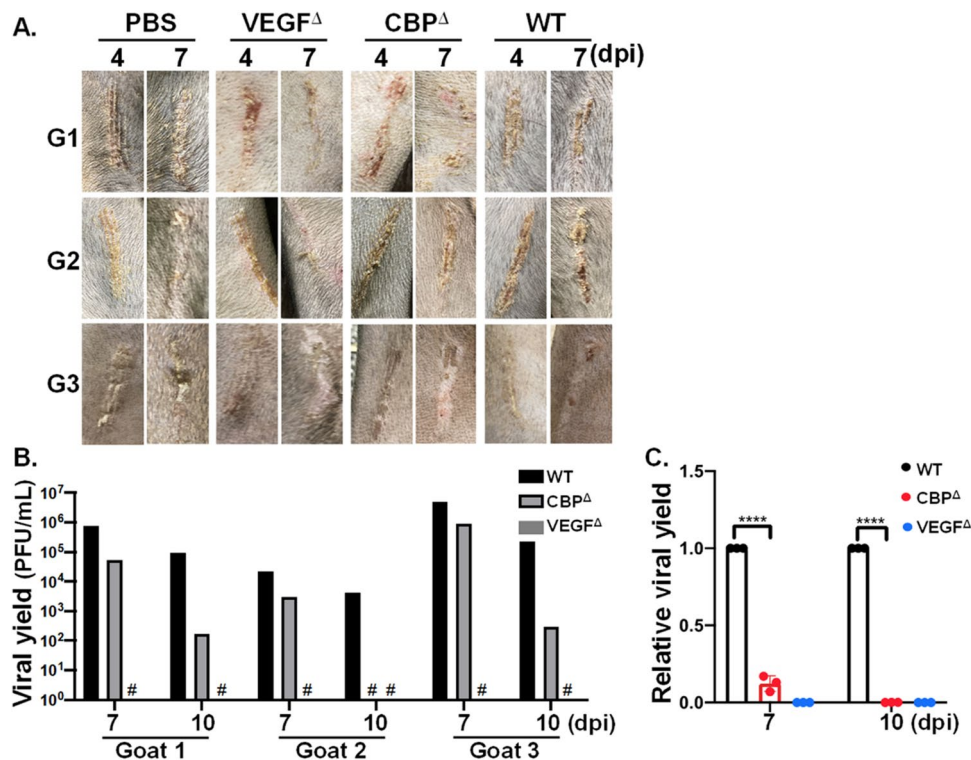 A.
PBS VEGFΔ CBPΔ WT
4 7 4 7 4 7 4 7 (dpi)
G1
G2
G3
B.
Viral yield (PFU/mL)
10⁷
10⁶
10⁵
10⁴
10³
10²
10¹
10⁰
WT
CBPΔ
VEGFΔ
# # # # # # #
7 10 7 10 7 10 (dpi)
Goat 1 Goat 2 Goat 3
C.
Relative viral yield
1.5
1.0
0.5
0.0
WT
CBPΔ
VEGFΔ
**** ****
7 10 (dpi)